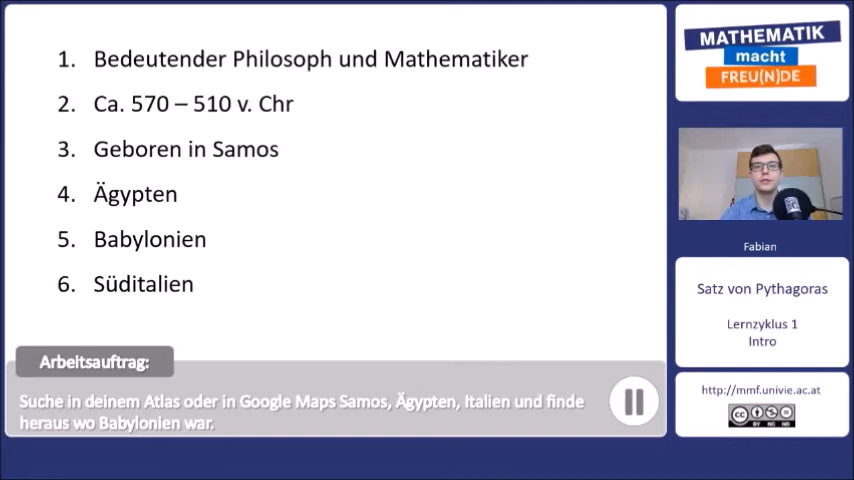 1. Bedeutender Philosoph und Mathematiker
2. Ca. 570 – 510 v. Chr
3. Geboren in Samos
4. Ägypten
5. Babylonien
6. Süditalien
Arbeitsauftrag:
Suche in deinem Atlas oder in Google Maps Samos, Ägypten, Italien und finde
heraus wo Babylonien war.
MATHEMATIK
macht
FREU(N)DE
Fabian
Satz von Pythagoras
Lernzyklus 1
Intro
http://mmf.univie.ac.at
CC
BY NC ND